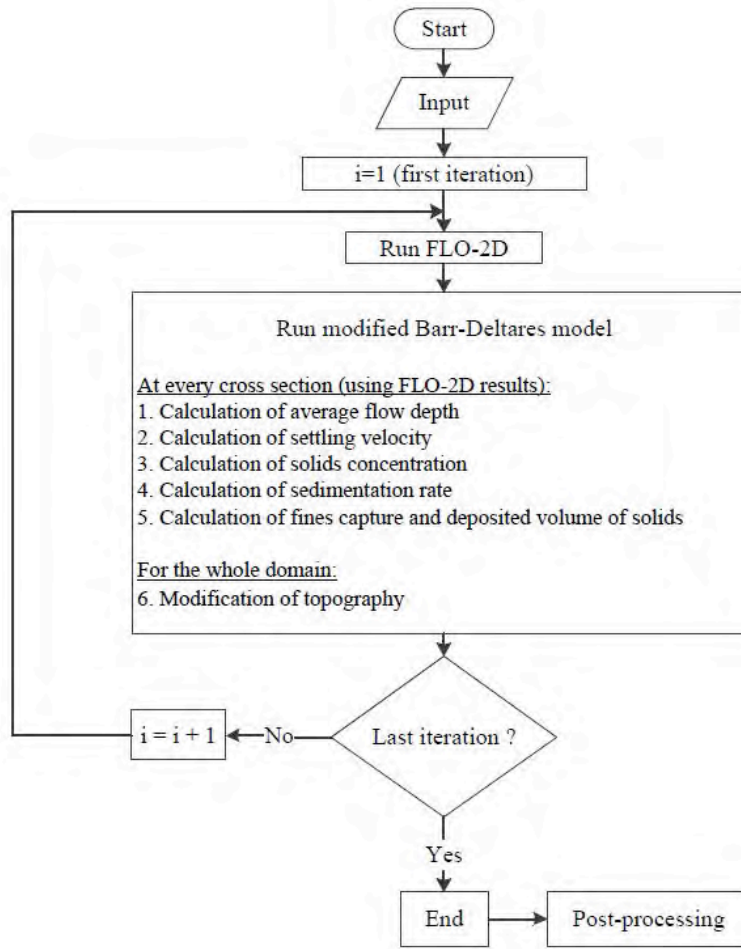 Start
Input
i=1 (first iteration)
Run FLO-2D
Run modified Barr-Deltares model
At every cross section (using FLO-2D results):
1. Calculation of average flow depth
2. Calculation of settling velocity
3. Calculation of solids concentration
4. Calculation of sedimentation rate
5. Calculation of fines capture and deposited volume of solids
For the whole domain:
6. Modification of topography
i = i + 1
No
Last iteration ?
Yes
End
Post-processing